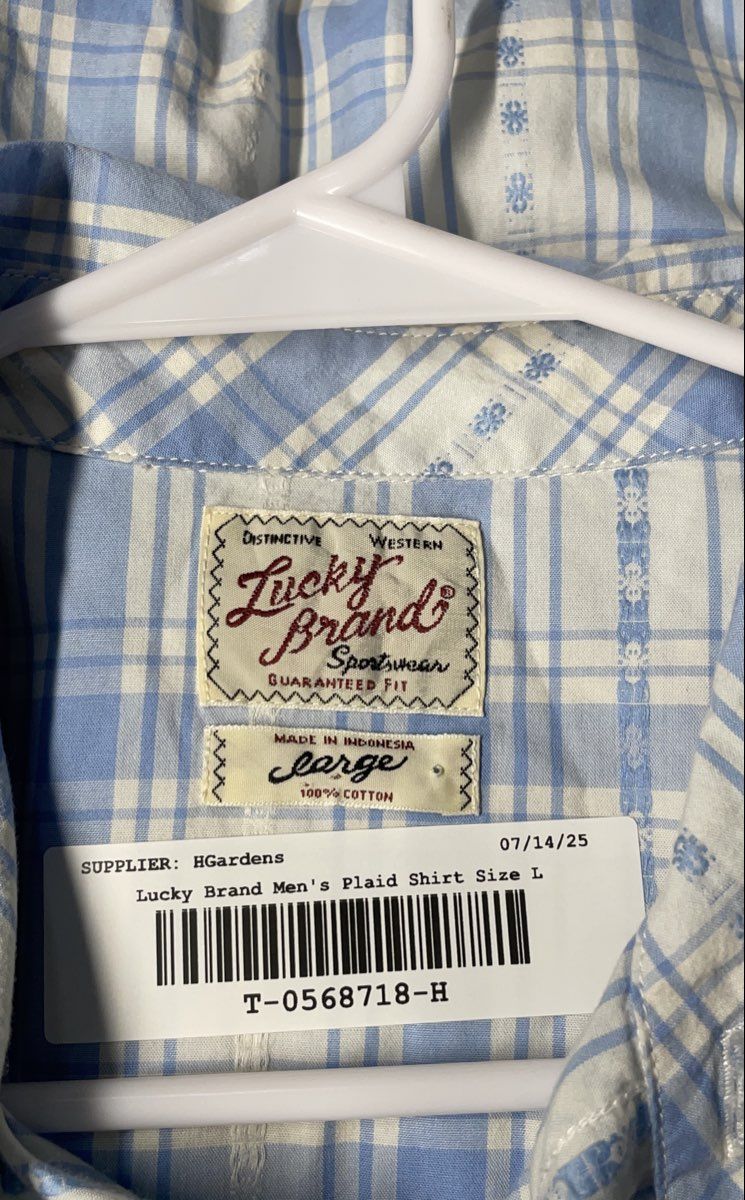 DISTINCTIVE WESTERN
Lucky
Brand®
Sportswear
GUARANTEED FIT
MADE IN INDONESIA
large
100% COTTON
07/14/25
SUPPLIER: HGardens
Lucky Brand Men's Plaid Shirt Size L
T-0568718-H